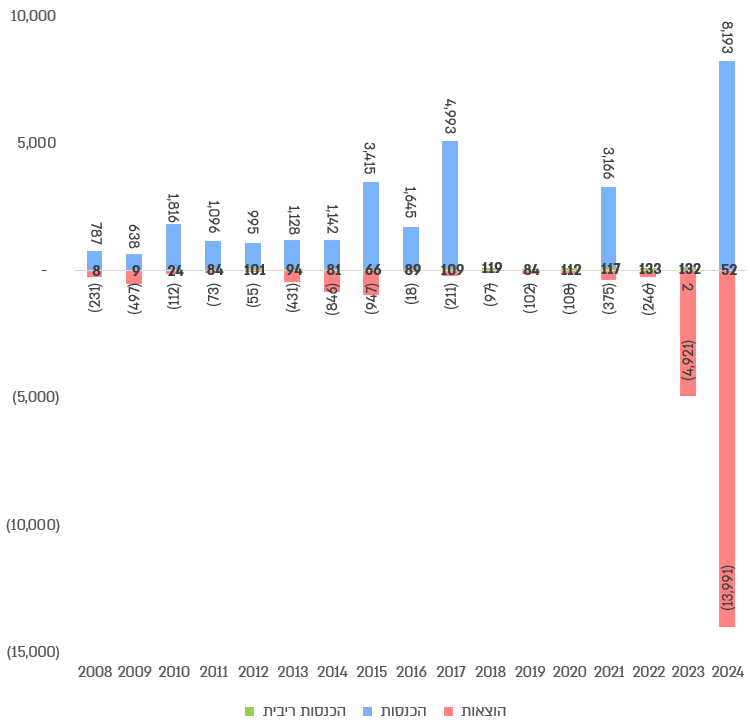 10,000
5,000
-
(5,000)
(10,000)
(15,000)
787 638 1,816 1,096 995 1,128 1,142 3,415 1,645 4,993 3,166 8,193
8 9 24 84 101 94 81 66 89 109 119 84 112 117 133 132 52
(231) (497) (112) (73) (55) (431) (846) (947) (18) (211) (97) (102) (108) (375) (246) 2
(4,921)
(13,991)
2008 2009 2010 2011 2012 2013 2014 2015 2016 2017 2018 2019 2020 2021 2022 2023 2024
הוצאות הכנסות הכנסות ריבית